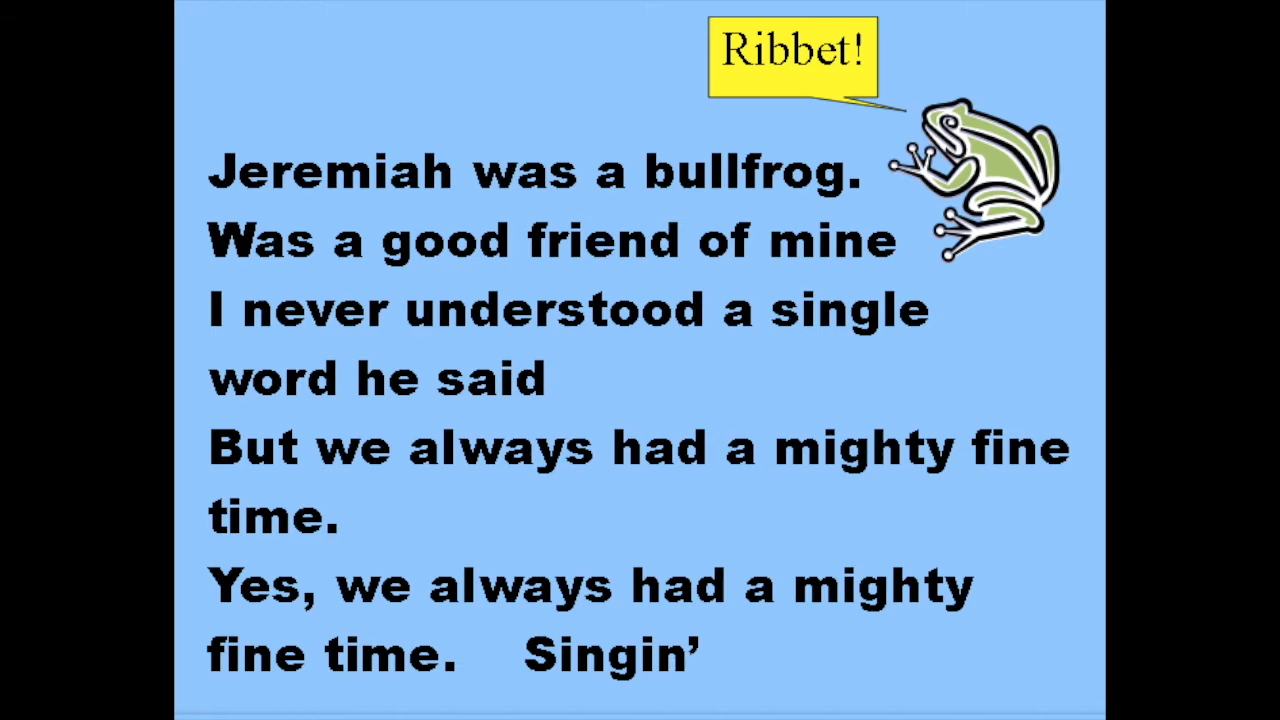 Ribbet!
Jeremiah was a bullfrog.
Was a good friend of mine
I never understood a single
word he said
But we always had a mighty fine
time.
Yes, we always had a mighty
fine time. Singin’